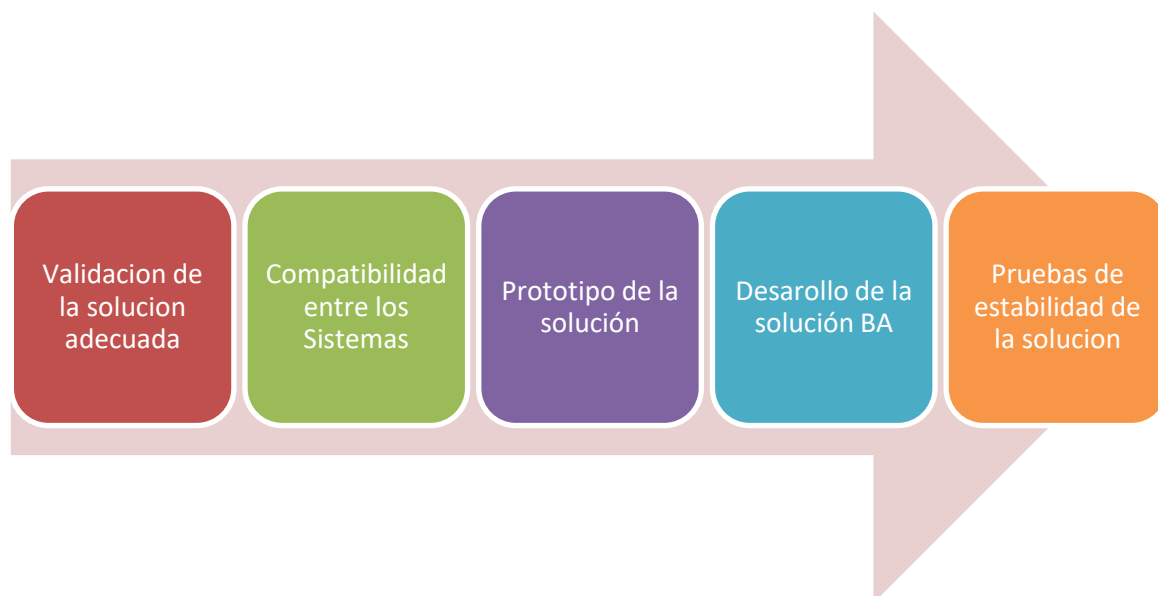 Validacion de
la solucion
adecuada
Compatibilidad
entre los
Sistemas
Prototipo de la
solución
Desarollo de la
solución BA
Pruebas de
estabilidad de
la solucion